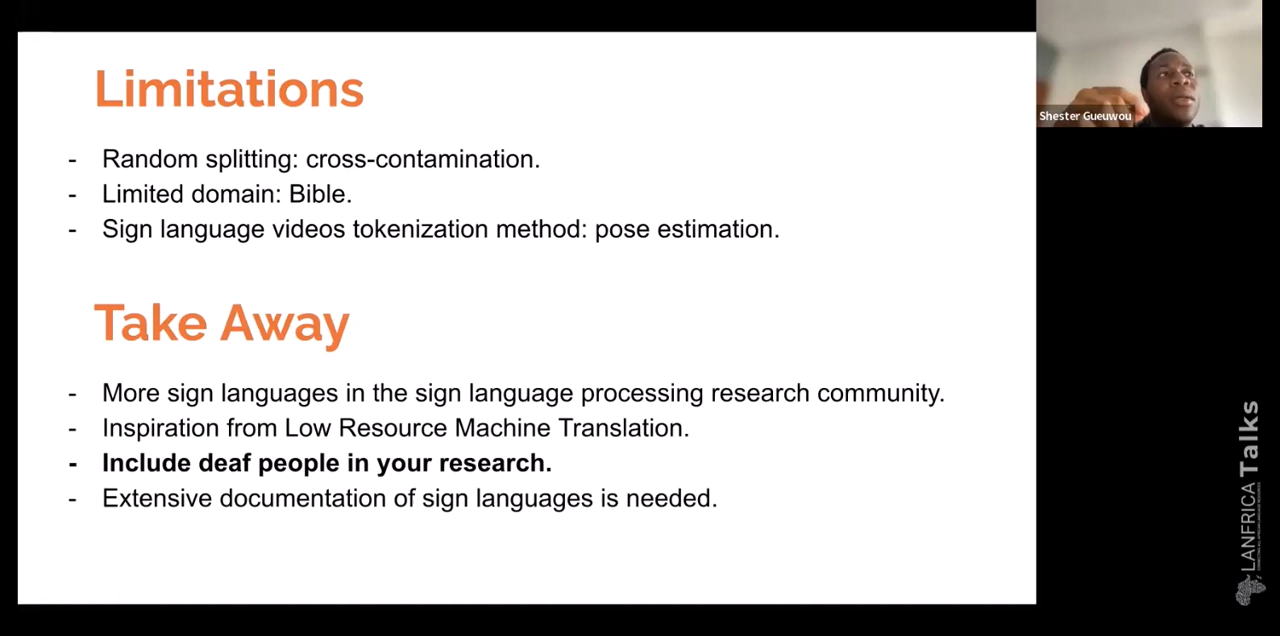 Limitations
- Random splitting: cross-contamination.
- Limited domain: Bible.
- Sign language videos tokenization method: pose estimation.
Take Away
- More sign languages in the sign language processing research community.
- Inspiration from Low Resource Machine Translation.
- Include deaf people in your research.
- Extensive documentation of sign languages is needed.
Shester Gueuwou
LANFRICA Talks